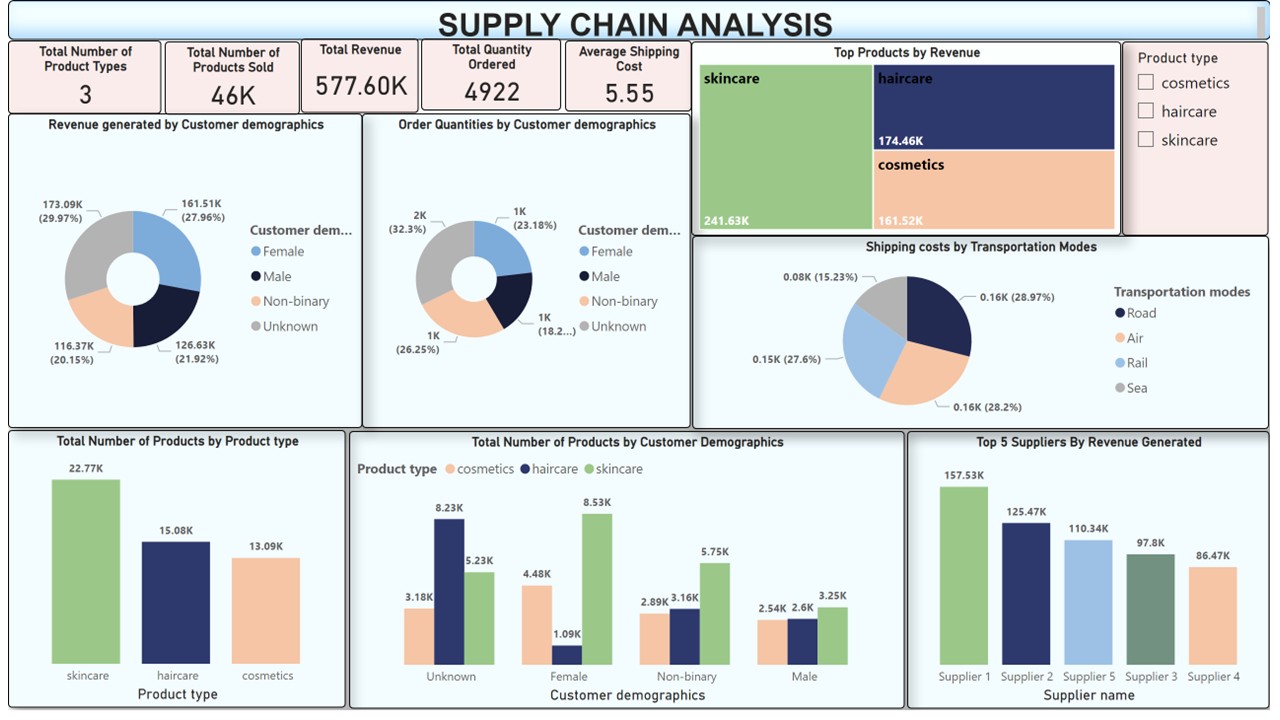 SUPPLY CHAIN ANALYSIS
Total Number of
Product Types
3
Total Number of
Products Sold
46K
Total Revenue
577.60K
Total Quantity
Ordered
4922
Average Shipping
Cost
5.55
Top Products by Revenue
skincare
241.63K
haircare
174.46K
cosmetics
161.52K
Product type
cosmetics
haircare
skincare
Revenue generated by Customer demographics
173.09K
(29.97%)
161.51K
(27.96%)
116.37K
(20.15%)
126.63K
(21.92%)
Customer dem...
Female
Male
Non-binary
Unknown
Order Quantities by Customer demographics
2K
(32.3%)
1K
(23.18%)
1K
(26.25%)
1K
(18.2...)
Customer dem...
Female
Male
Non-binary
Unknown
Shipping costs by Transportation Modes
0.08K (15.23%)
0.16K (28.97%)
0.15K (27.6%)
0.16K (28.2%)
Transportation modes
Road
Air
Rail
Sea
Total Number of Products by Product type
22.77K
15.08K
13.09K
skincare haircare cosmetics
Product type
Total Number of Products by Customer Demographics
Product type cosmetics haircare skincare
3.18K
8.23K
5.23K
4.48K
1.09K
8.53K
2.89K
3.16K
5.75K
2.54K
2.6K
3.25K
Unknown Female Non-binary Male
Customer demographics
Top 5 Suppliers By Revenue Generated
157.53K
125.47K
110.34K
97.8K
86.47K
Supplier 1 Supplier 2 Supplier 5 Supplier 3 Supplier 4
Supplier name